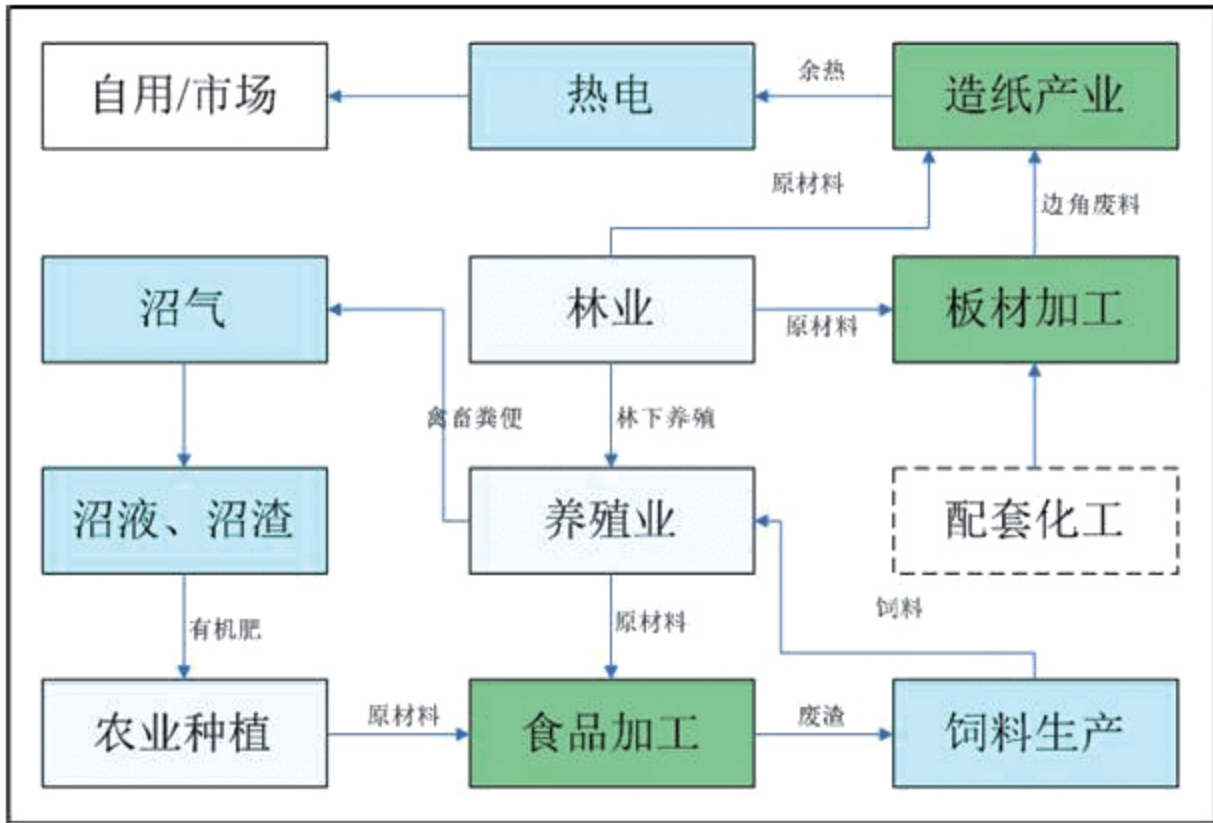 自用/市场
热电
余热
造纸产业
原材料
边角废料
沼气
林业
原材料
板材加工
禽畜粪便
林下养殖
沼液、沼渣
养殖业
配套化工
有机肥
原材料
饲料
农业种植
原材料
食品加工
废渣
饲料生产